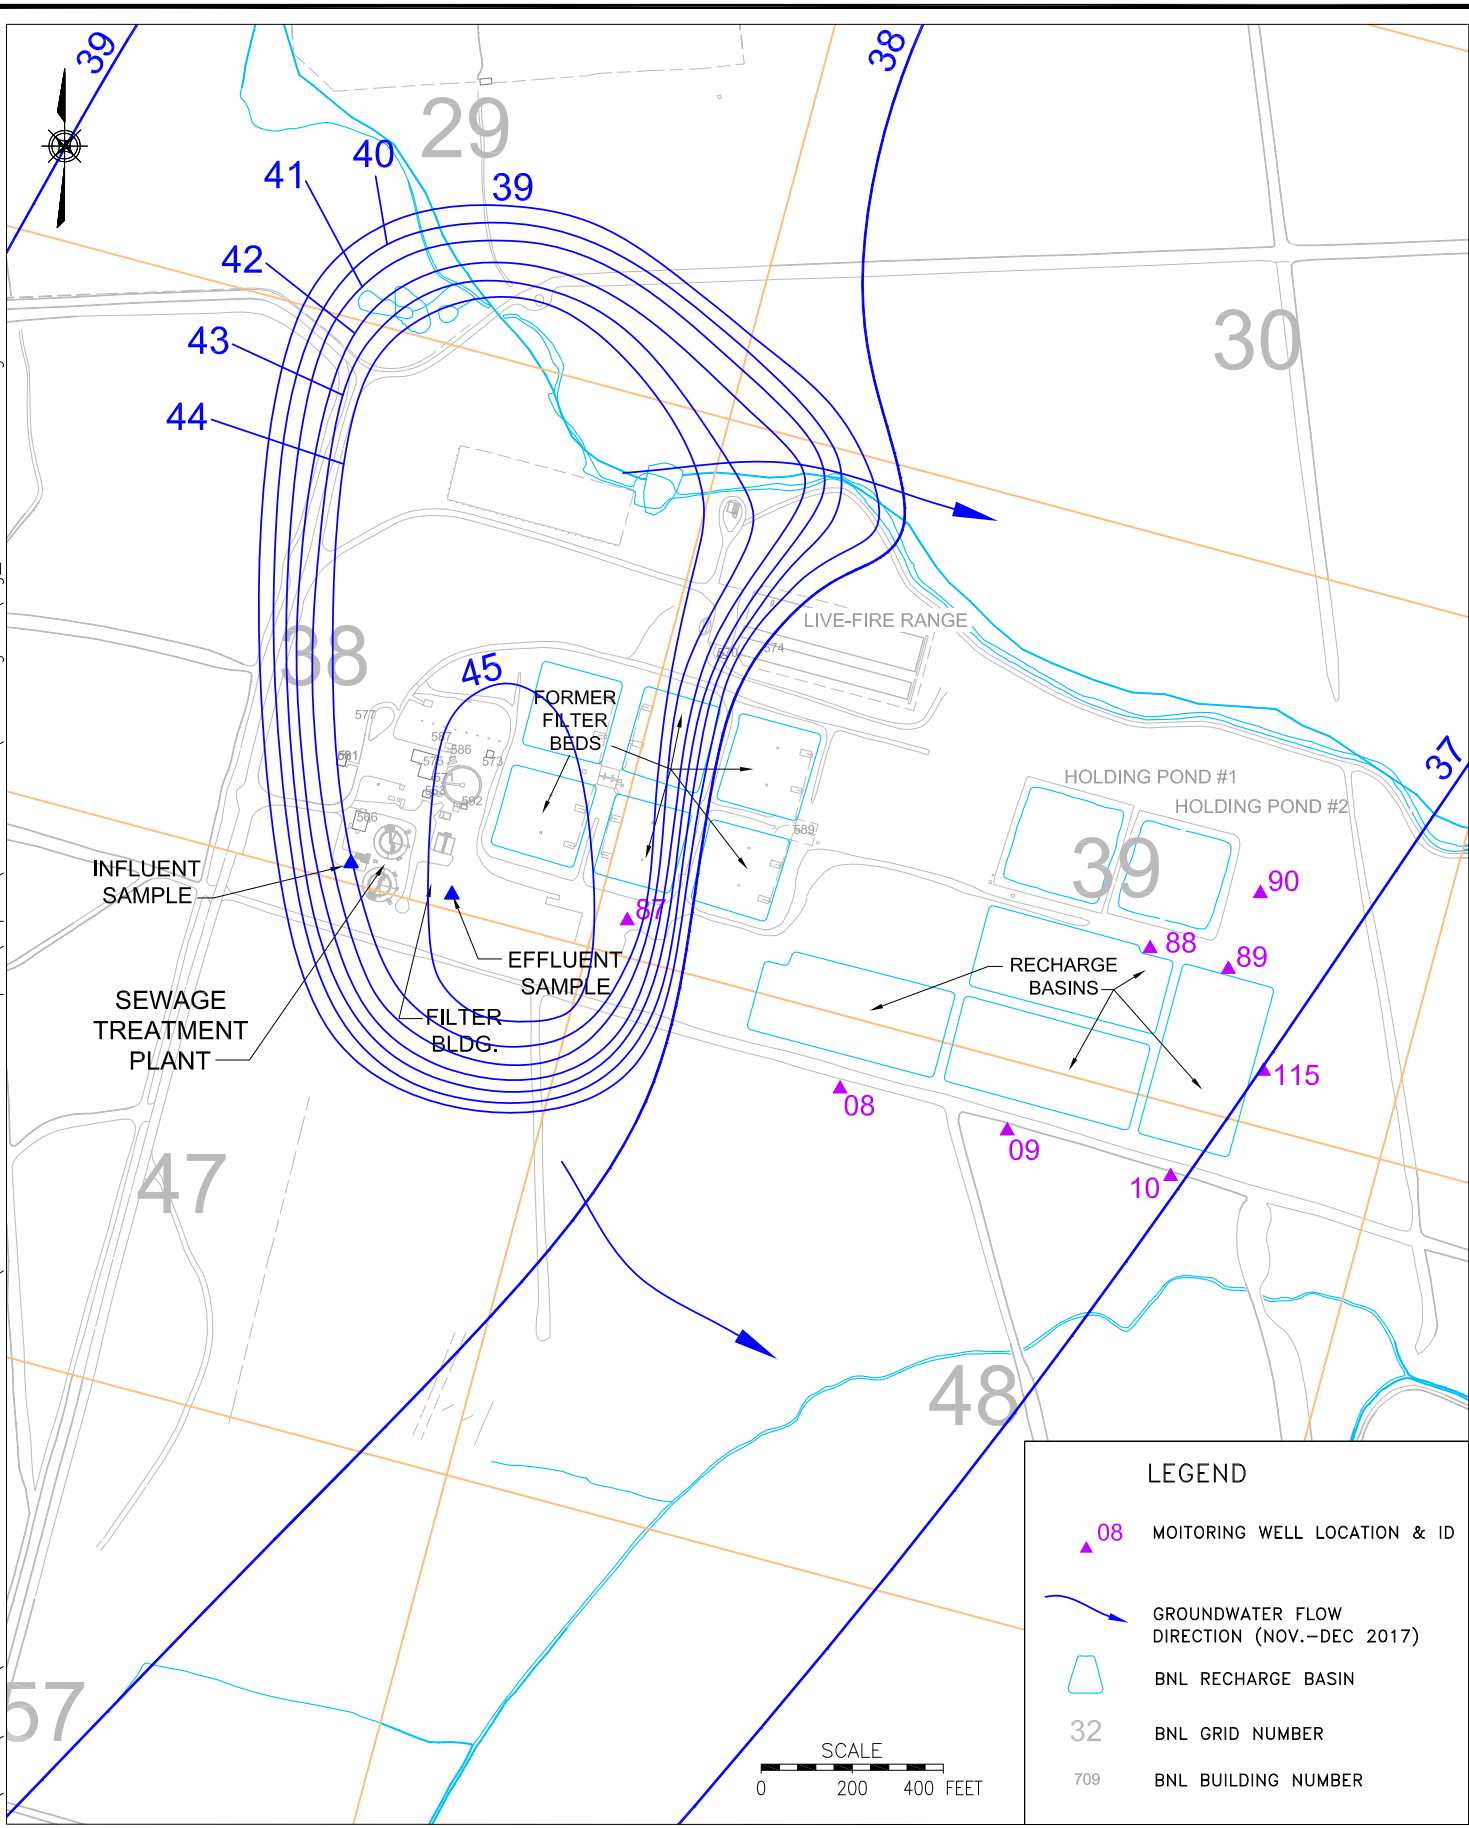 39
38
29
40
41
39
42
30
43
44
LIVE-FIRE RANGE
570
574
38
45
FORMER
FILTER
BEDS
577
587
586
573
575
571
592
566
589
37
HOLDING POND #1
HOLDING POND #2
39
INFLUENT
SAMPLE
90
87
88
89
EFFLUENT
SAMPLE
RECHARGE
BASINS
SEWAGE
TREATMENT
PLANT
FILTER
BLDG.
115
08
09
10
47
48
57
LEGEND
08 MOITORING WELL LOCATION & ID
GROUNDWATER FLOW
DIRECTION (NOV.-DEC 2017)
BNL RECHARGE BASIN
32 BNL GRID NUMBER
709 BNL BUILDING NUMBER
SCALE
0 200 400 FEET